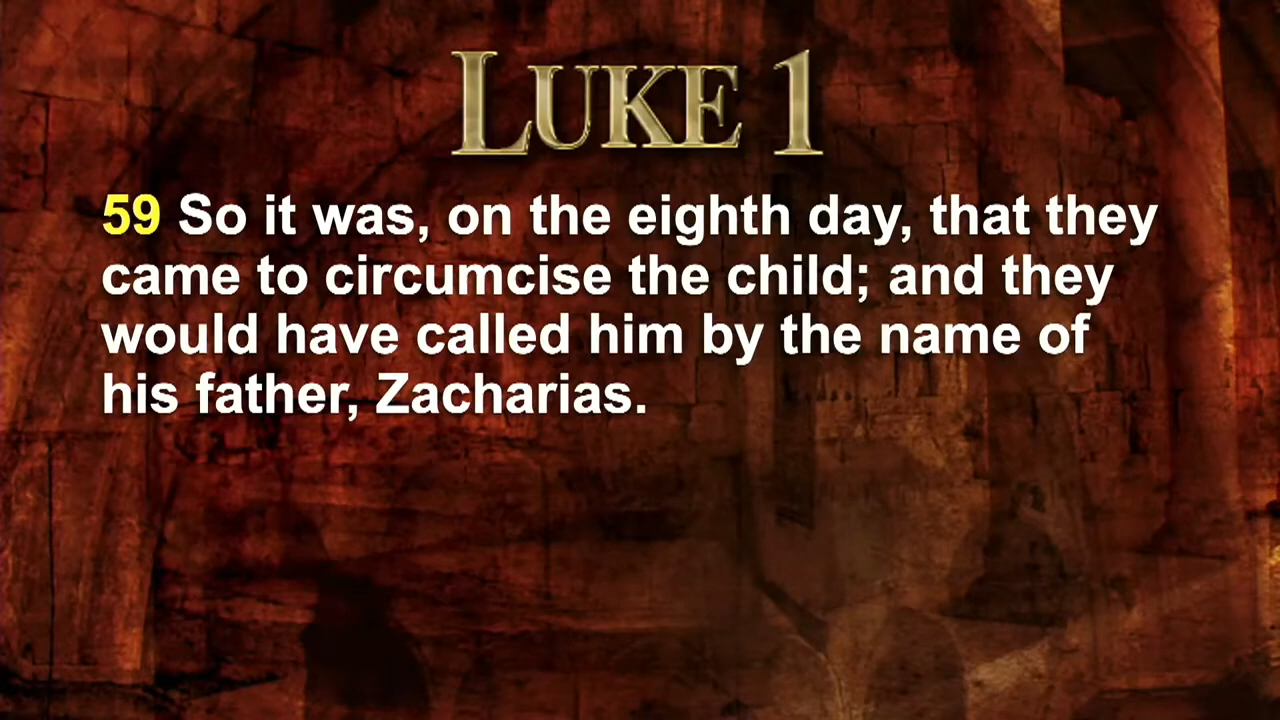 LUKE 1
59 So it was, on the eighth day, that they
came to circumcise the child; and they
would have called him by the name of
his father, Zacharias.